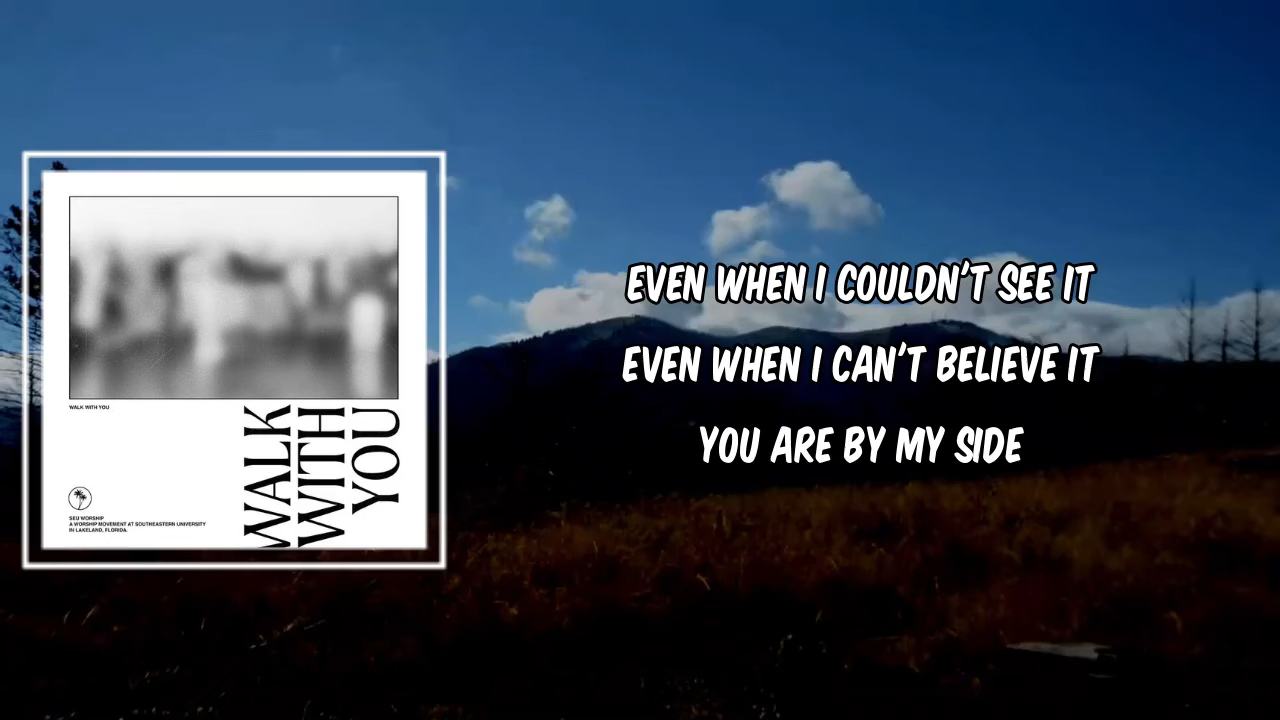 WALK WITH YOU
WALK
WITH
YOU
SEU WORSHIP
A WORSHIP MOVEMENT AT SOUTHEASTERN UNIVERSITY
IN LAKELAND, FLORIDA.
EVEN WHEN I COULDN'T SEE IT
EVEN WHEN I CAN'T BELIEVE IT
YOU ARE BY MY SIDE